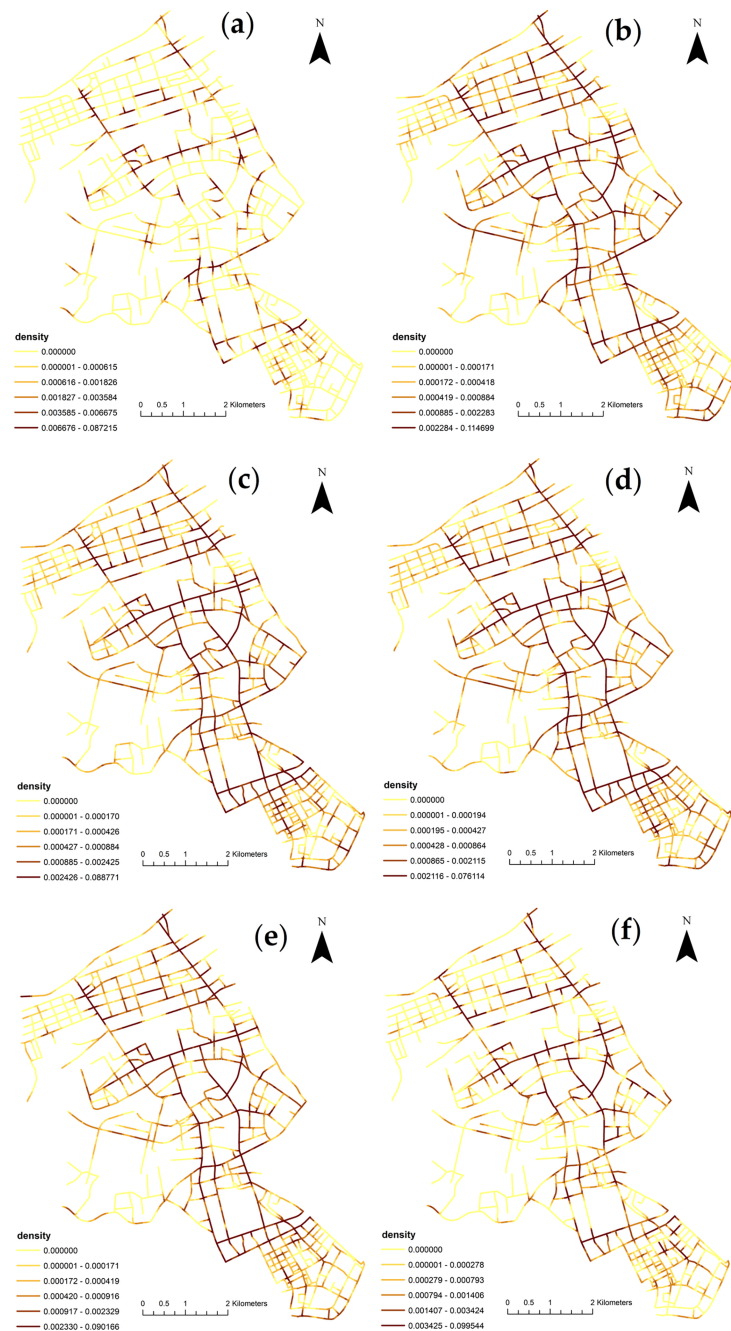 (a)
N
density
0.000000
0.000001 - 0.000615
0.000616 - 0.001826
0.001827 - 0.003584
0.003585 - 0.006675
0.006676 - 0.087215
0 0.5 1 2 Kilometers
(b)
N
density
0.000000
0.000001 - 0.000171
0.000172 - 0.000418
0.000419 - 0.000884
0.000885 - 0.002283
0.002284 - 0.114699
0 0.5 1 2 Kilometers
(c)
N
density
0.000000
0.000001 - 0.000170
0.000171 - 0.000426
0.000427 - 0.000884
0.000885 - 0.002425
0.002426 - 0.088771
0 0.5 1 2 Kilometers
(d)
N
density
0.000000
0.000001 - 0.000194
0.000195 - 0.000427
0.000428 - 0.000864
0.000865 - 0.002115
0.002116 - 0.076114
0 0.5 1 2 Kilometers
(e)
N
density
0.000000
0.000001 - 0.000171
0.000172 - 0.000419
0.000420 - 0.000916
0.000917 - 0.002329
0.002330 - 0.090166
0 0.5 1 2 Kilometers
(f)
N
density
0.000000
0.000001 - 0.000278
0.000279 - 0.000793
0.000794 - 0.001406
0.001407 - 0.003424
0.003425 - 0.099544
0 0.5 1 2 Kilometers